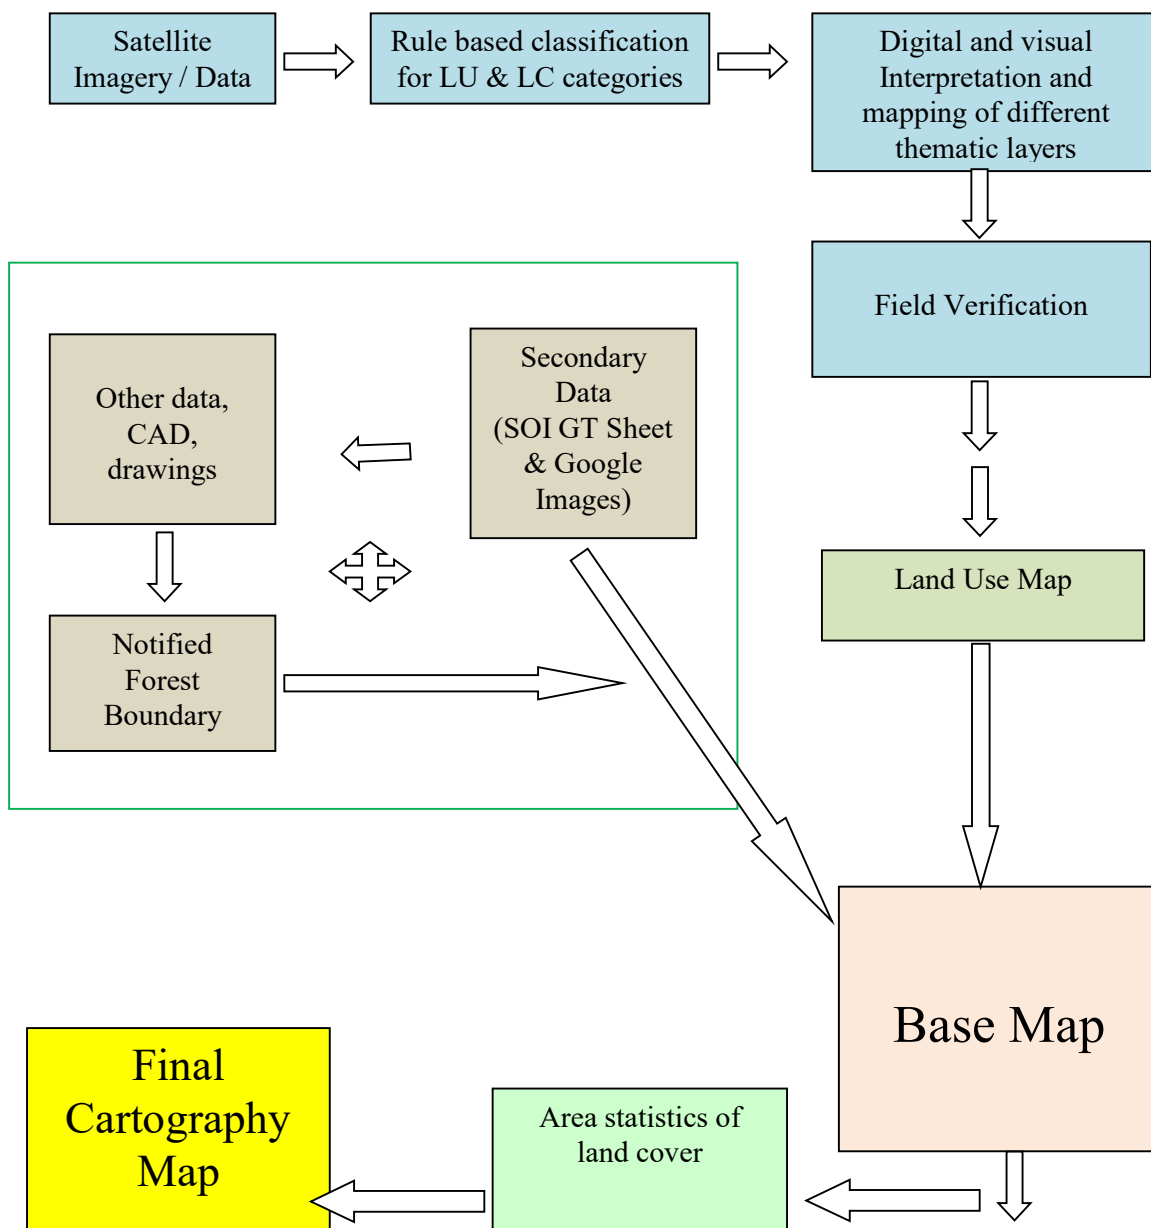 Satellite
Imagery / Data
Rule based classification
for LU & LC categories
Digital and visual
Interpretation and
mapping of different
thematic layers
Field Verification
Other data,
CAD,
drawings
Secondary
Data
(SOI GT Sheet
& Google
Images)
Land Use Map
Notified
Forest
Boundary
Base Map
Final
Cartography
Map
Area statistics of
land cover